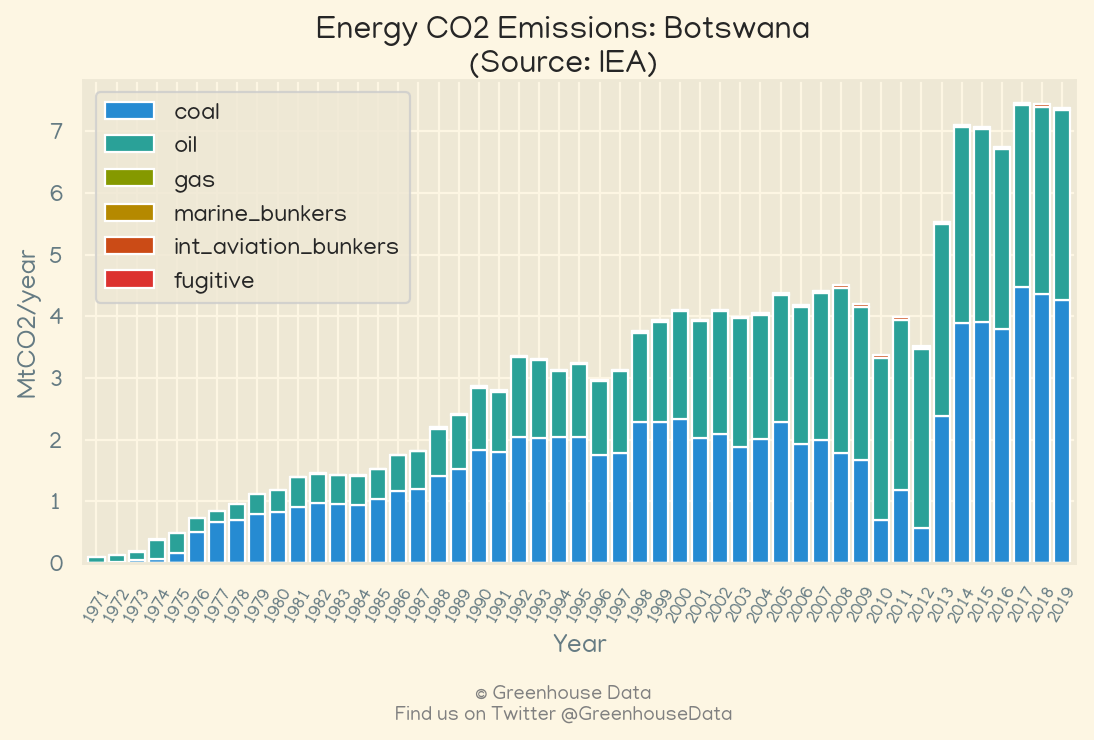 Energy CO2 Emissions: Botswana
(Source: IEA)
coal
oil
gas
marine_bunkers
int_aviation_bunkers
fugitive
MtCO2/year
7
6
5
4
3
2
1
0
1971 1972 1973 1974 1975 1976 1977 1978 1979 1980 1981 1982 1983 1984 1985 1986 1987 1988 1989 1990 1991 1992 1993 1994 1995 1996 1997 1998 1999 2000 2001 2002 2003 2004 2005 2006 2007 2008 2009 2010 2011 2012 2013 2014 2015 2016 2017 2018 2019
Year
© Greenhouse Data
Find us on Twitter @GreenhouseData